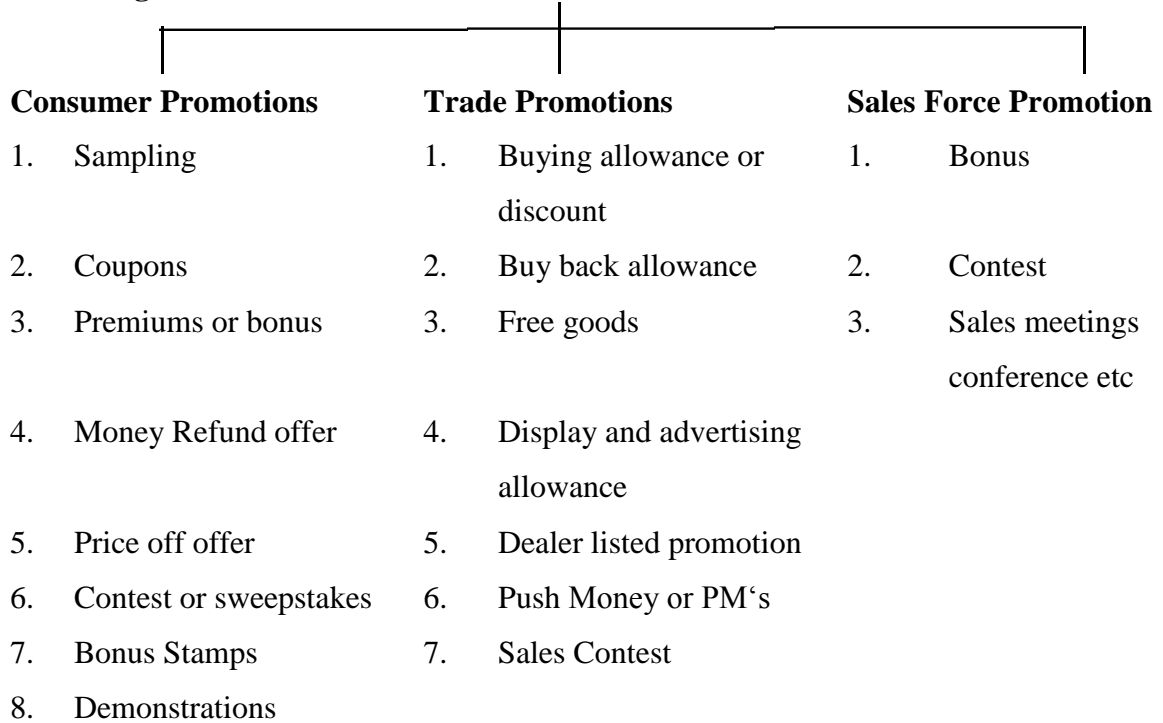 Consumer Promotions Trade Promotions Sales Force Promotion
1. Sampling 1. Buying allowance or 1. Bonus
discount
2. Coupons 2. Buy back allowance 2. Contest
3. Premiums or bonus 3. Free goods 3. Sales meetings
conference etc
4. Money Refund offer 4. Display and advertising
allowance
5. Price off offer 5. Dealer listed promotion
6. Contest or sweepstakes 6. Push Money or PM‘s
7. Bonus Stamps 7. Sales Contest
8. Demonstrations